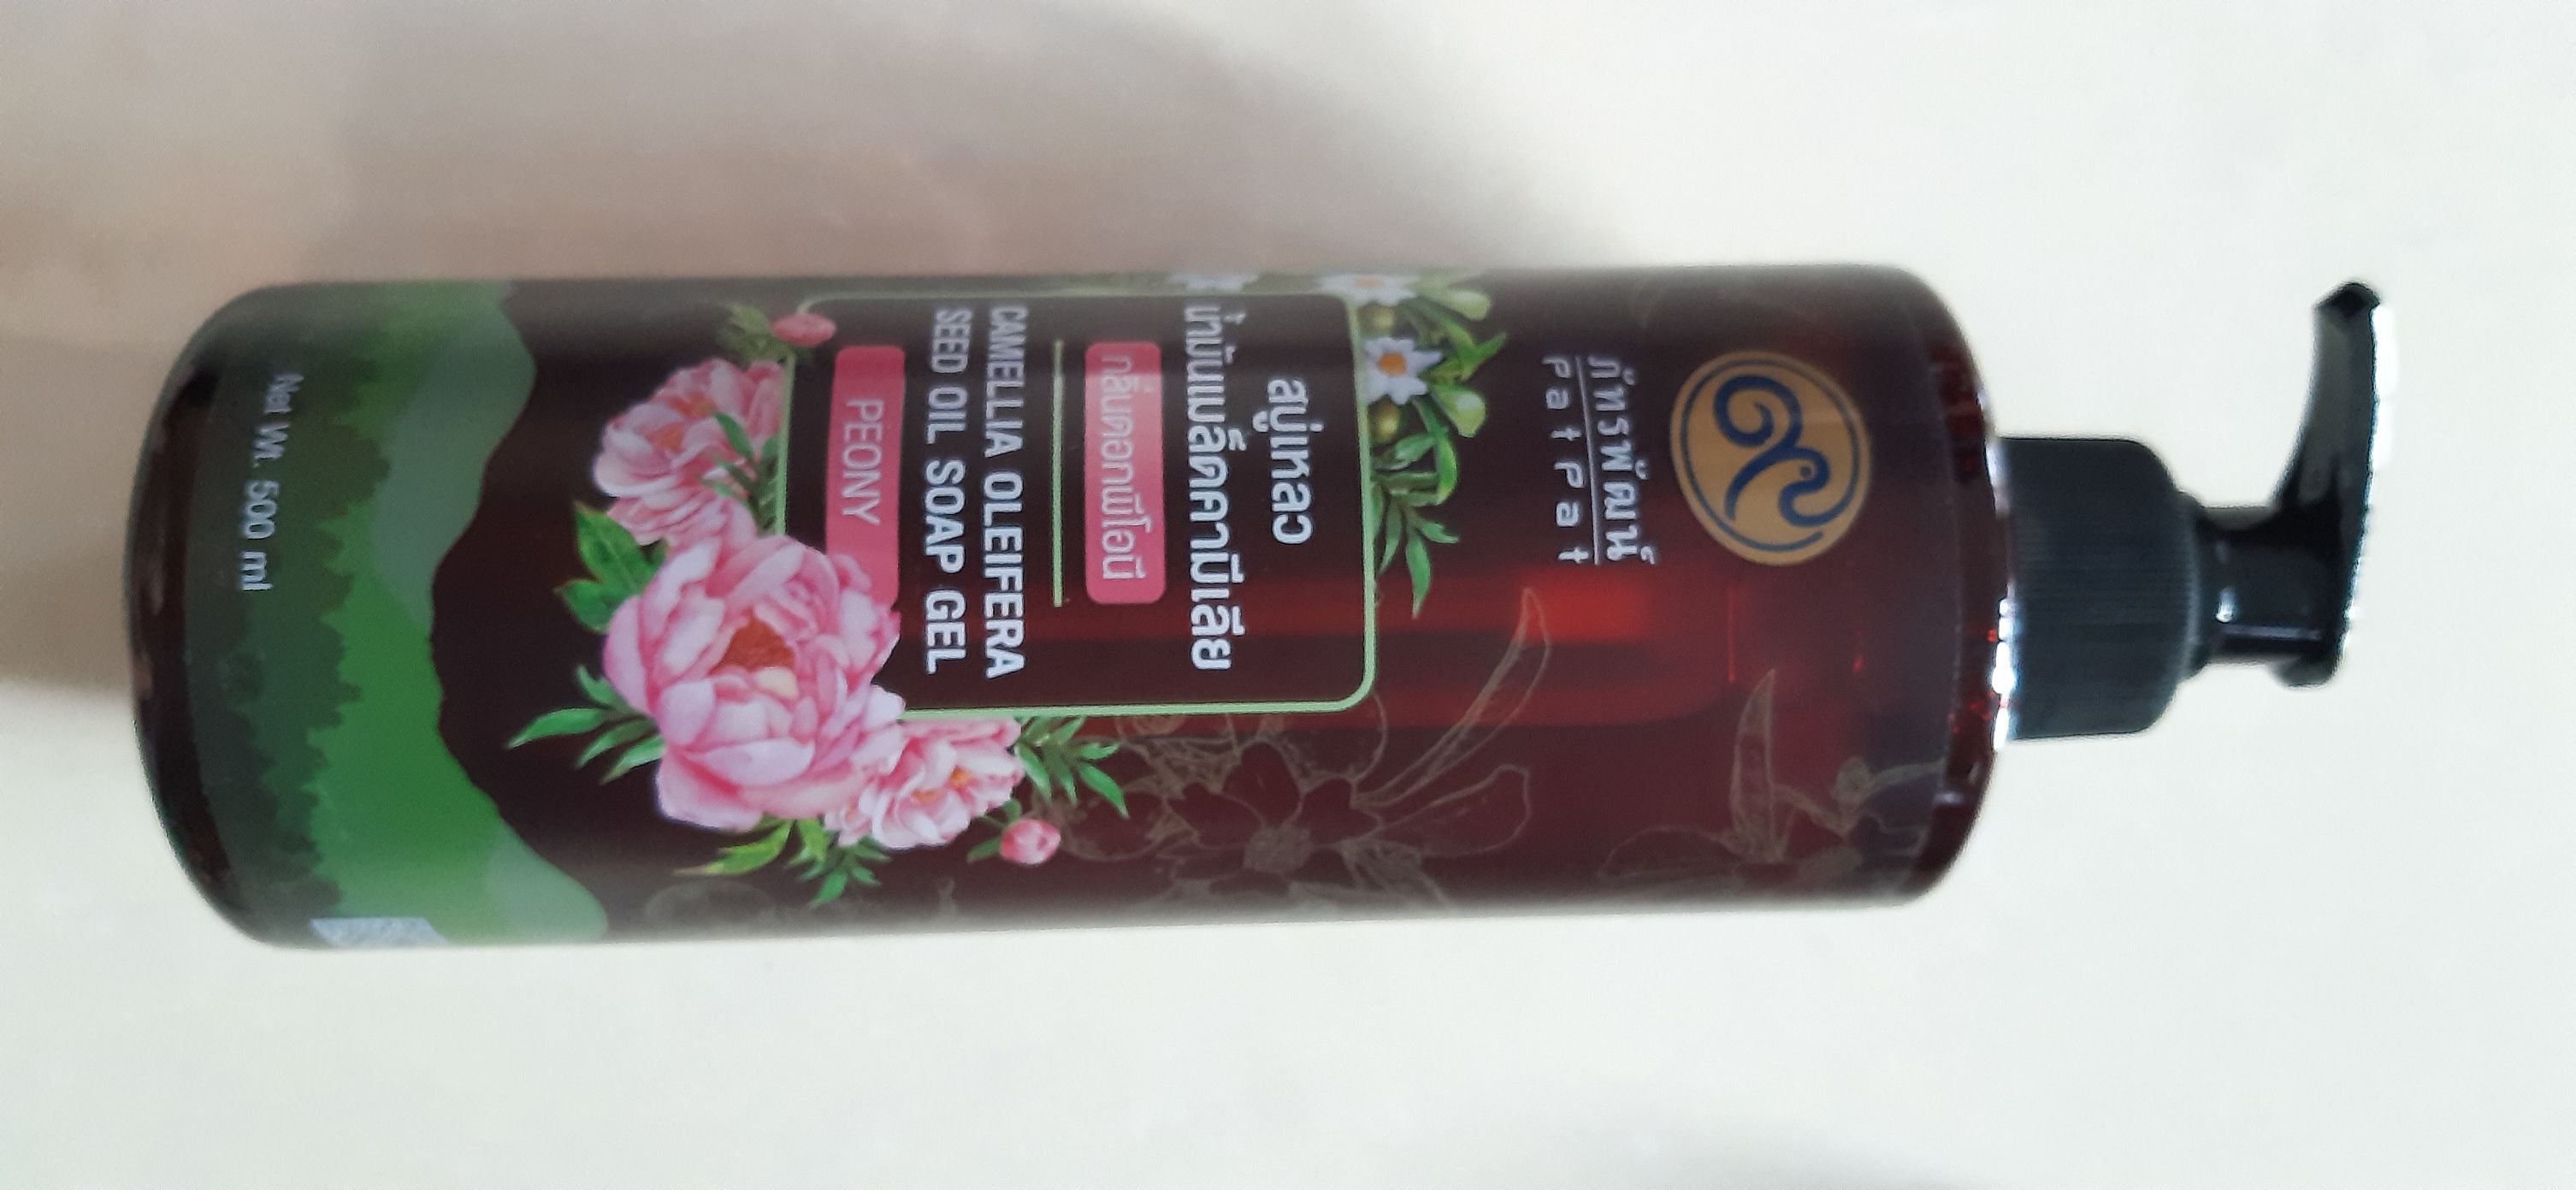 ภัทรพัฒน์
PatPat
สบู่เหลว
น้ำมันเมล็ดคามีเลีย
กลิ่นดอกพีโอนี
CAMELLIA OLEIFERA
SEED OIL SOAP GEL
PEONY
Net Wt. 500 ml